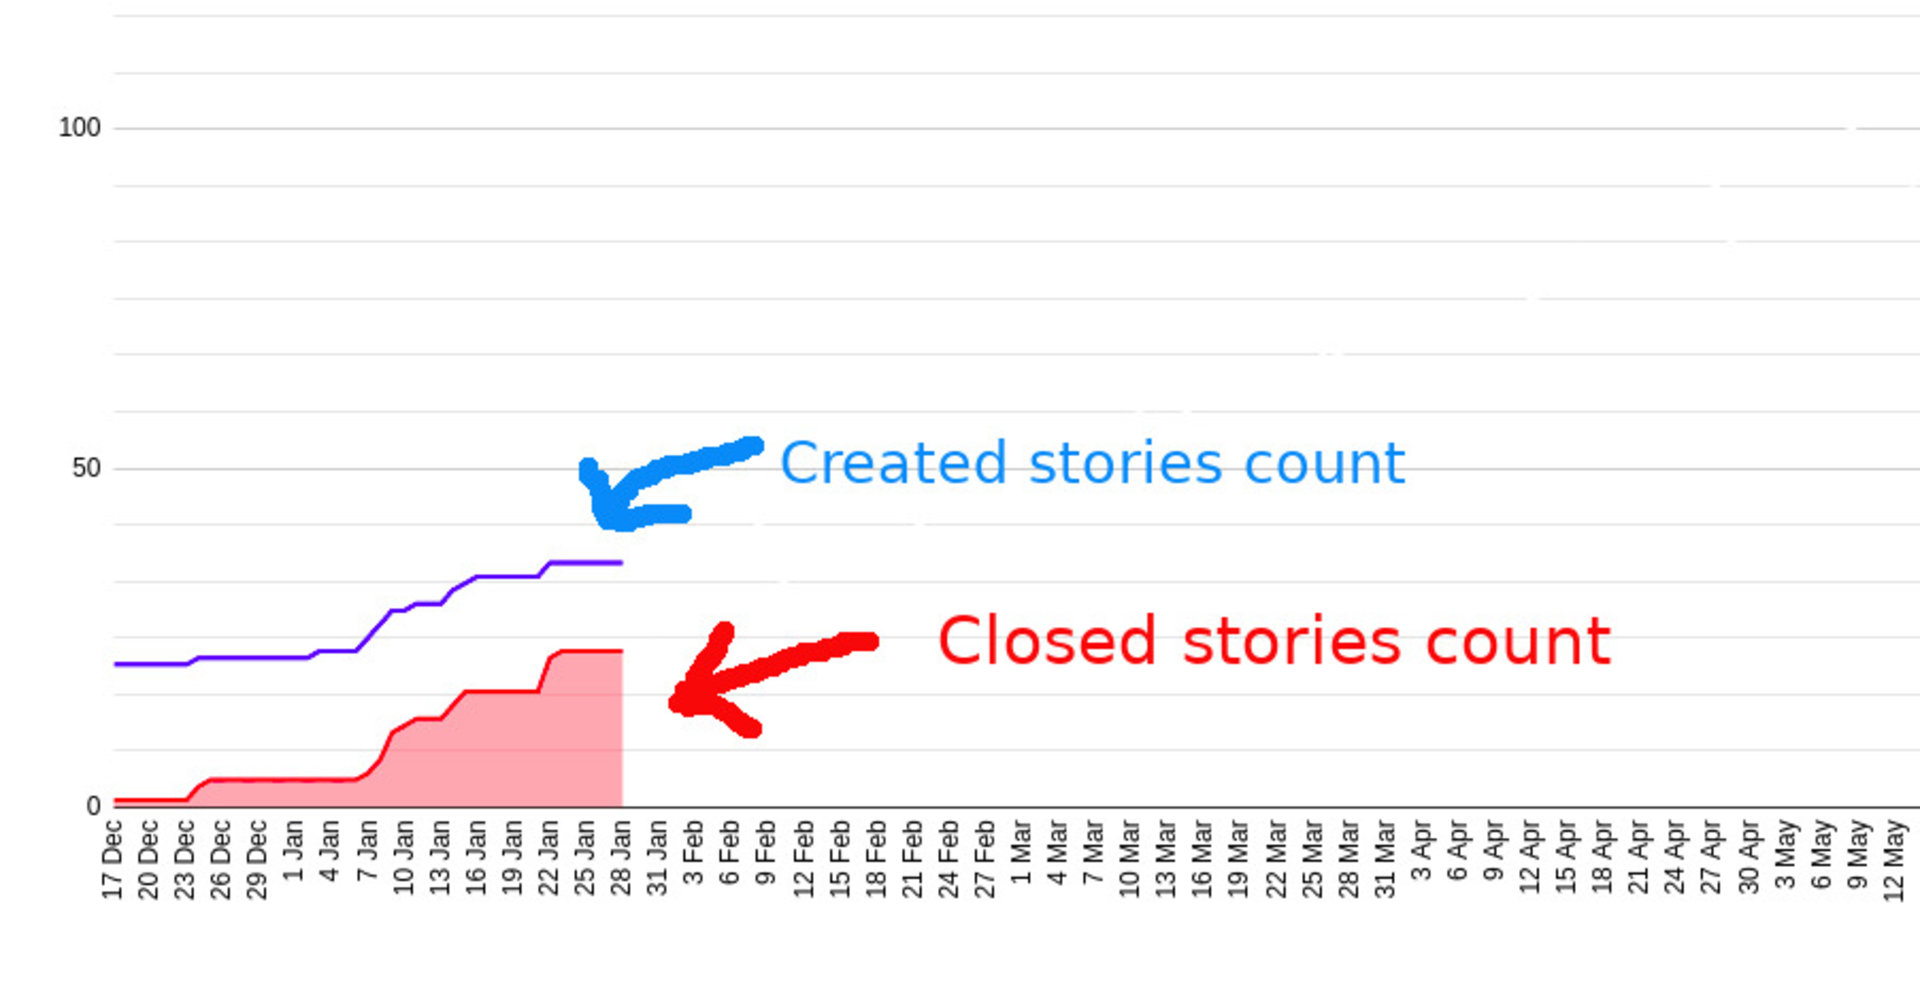 100
50
Created stories count
Closed stories count
0
17 Dec
20 Dec
23 Dec
26 Dec
29 Dec
1 Jan
4 Jan
7 Jan
10 Jan
13 Jan
16 Jan
19 Jan
22 Jan
25 Jan
28 Jan
31 Jan
3 Feb
6 Feb
9 Feb
12 Feb
15 Feb
18 Feb
21 Feb
24 Feb
27 Feb
1 Mar
4 Mar
7 Mar
10 Mar
13 Mar
16 Mar
19 Mar
22 Mar
25 Mar
28 Mar
31 Mar
3 Apr
6 Apr
9 Apr
12 Apr
15 Apr
18 Apr
21 Apr
24 Apr
27 Apr
30 Apr
3 May
6 May
9 May
12 May